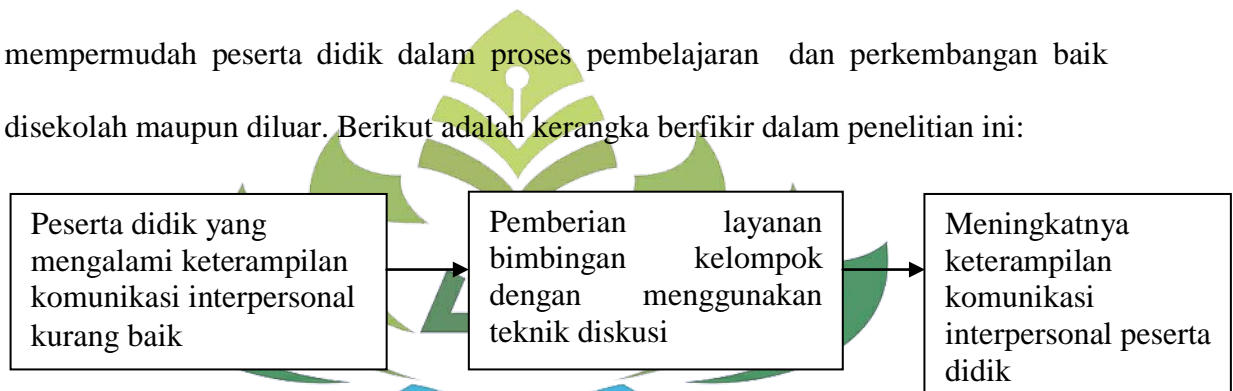 mempermudah peserta didik dalam proses pembelajaran dan perkembangan baik
disekolah maupun diluar. Berikut adalah kerangka berfikir dalam penelitian ini:
Peserta didik yang
mengalami keterampilan
komunikasi interpersonal
kurang baik
Pemberian layanan
bimbingan kelompok
dengan menggunakan
teknik diskusi
Meningkatnya
keterampilan
komunikasi
interpersonal peserta
didik